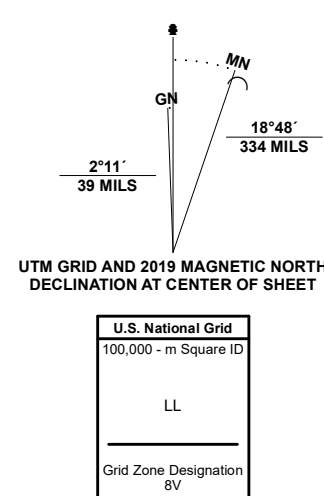 MN
GN
18°48´
334 MILS
2°11´
39 MILS
UTM GRID AND 2019 MAGNETIC NORTH
DECLINATION AT CENTER OF SHEET
U.S. National Grid
100,000 - m Square ID
LL
Grid Zone Designation
8V